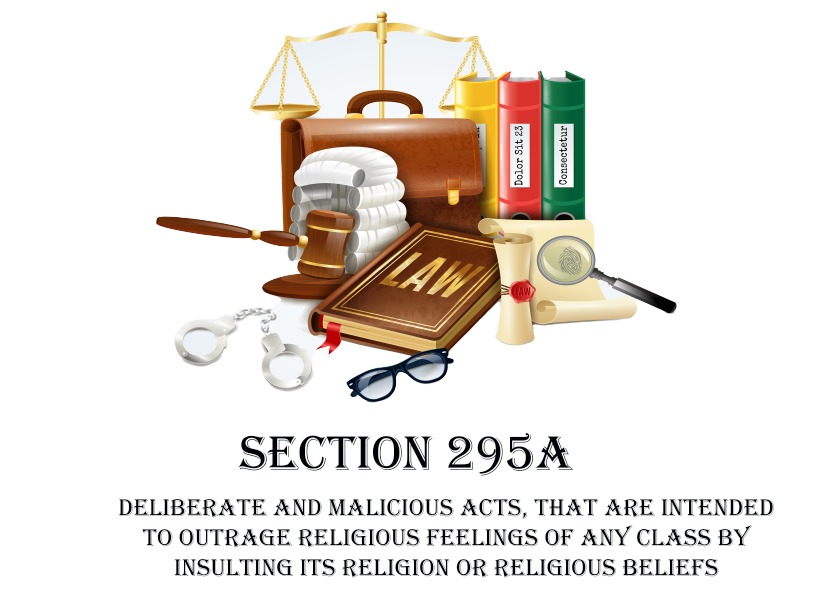 Dolor Sit 23
Consectetur
LAW
LAW
SECTION 295A
DELIBERATE AND MALICIOUS ACTS, THAT ARE INTENDED
TO OUTRAGE RELIGIOUS FEELINGS OF ANY CLASS BY
INSULTING ITS RELIGION OR RELIGIOUS BELIEFS